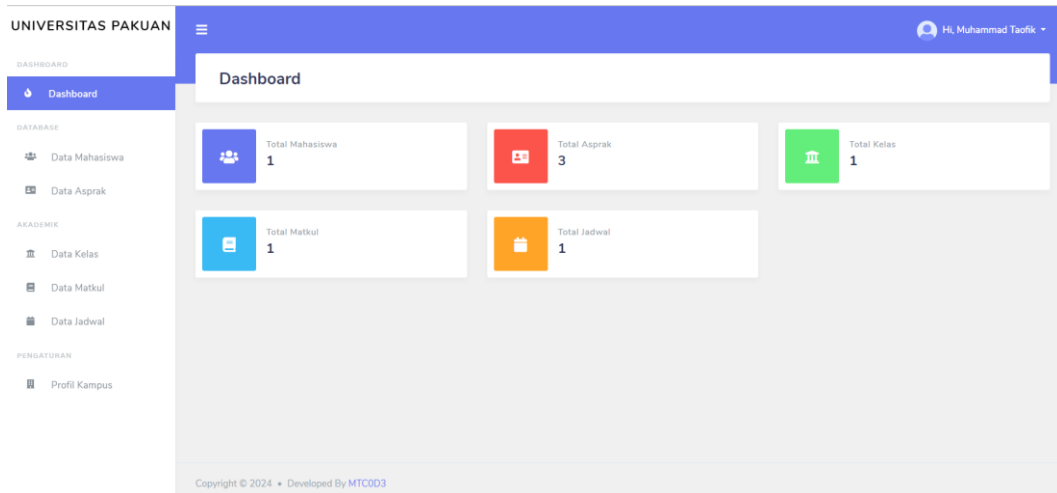 UNIVERSITAS PAKUAN
Hi, Muhammad Taofik
DASHBOARD
Dashboard
DATABASE
Data Mahasiswa
Data Asprak
AKADEMIK
Data Kelas
Data Matkul
Data Jadwal
PENGATURAN
Profil Kampus
Dashboard
Total Mahasiswa
1
Total Asprak
3
Total Kelas
1
Total Matkul
1
Total Jadwal
1
Copyright © 2024 • Developed By MTC0D3